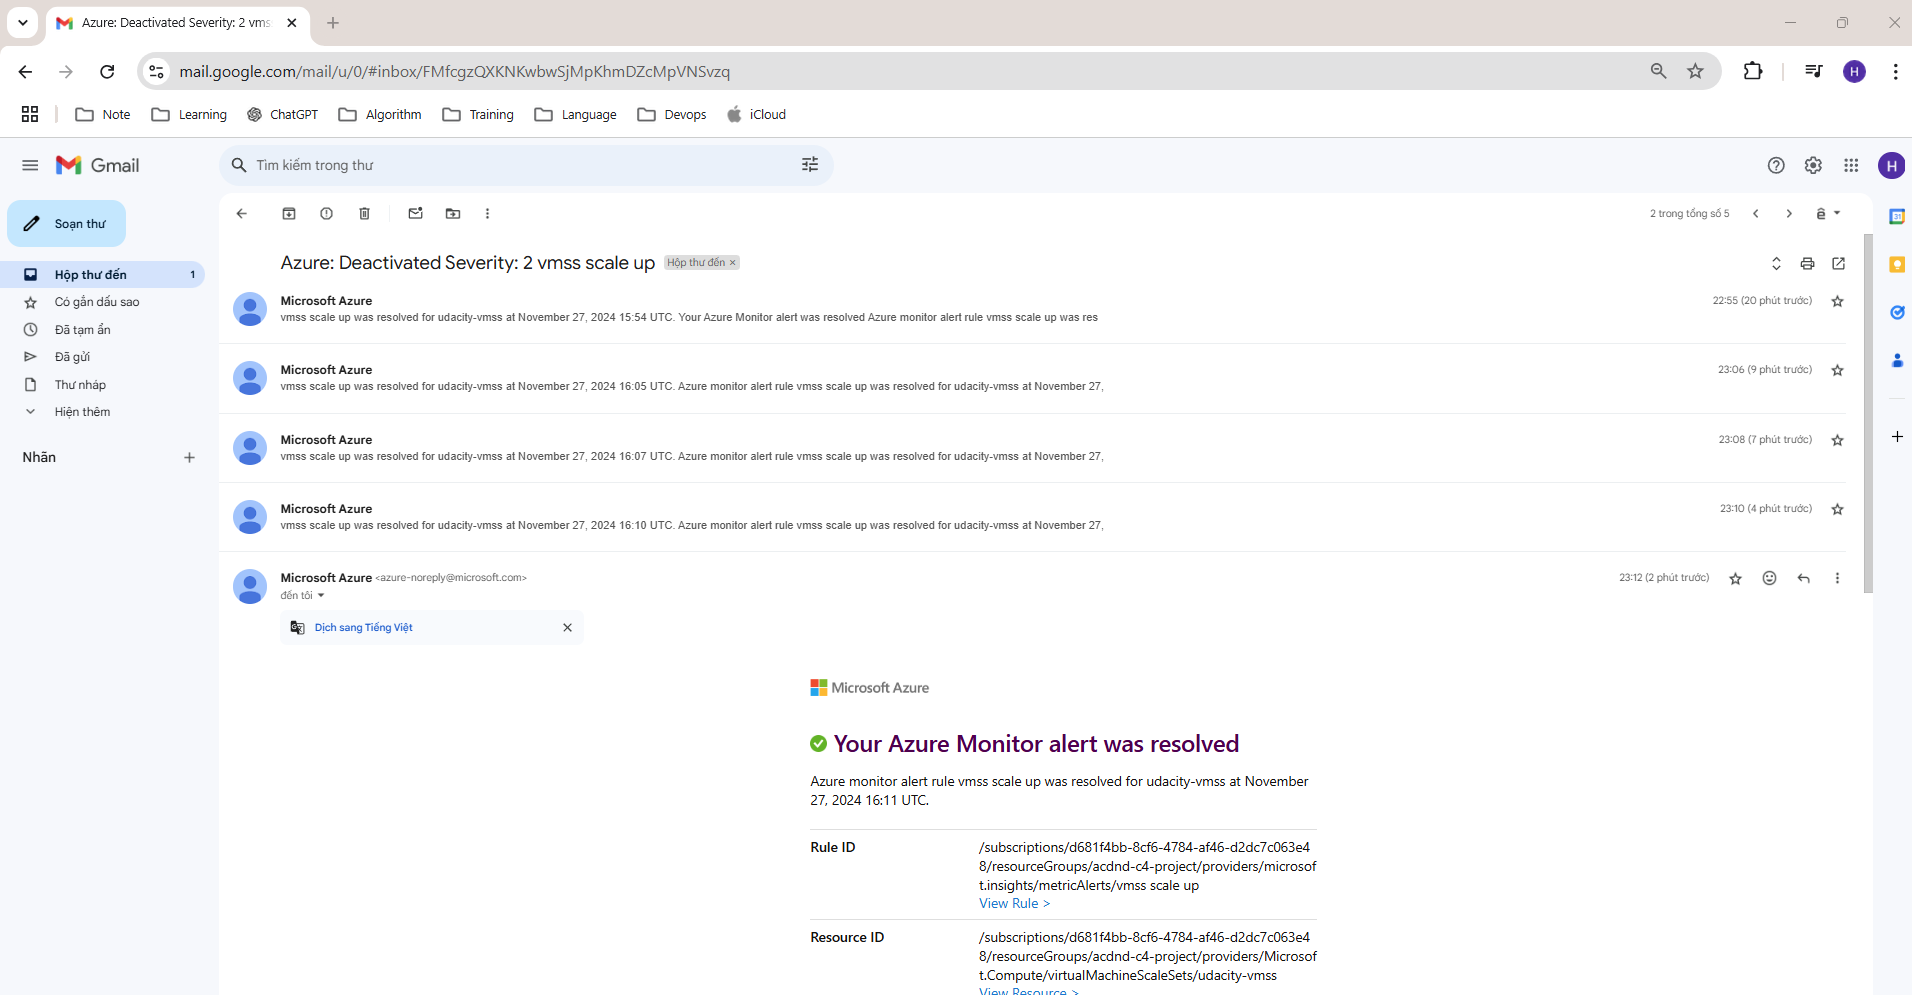 Azure: Deactivated Severity: 2 vms
mail.google.com/mail/u/0/#inbox/FMfcgzQXKNKwbwSjMpKhmDZcMpVNSvzq
H
Note Learning ChatGPT Algorithm Training Language Devops iCloud
Gmail
Tìm kiếm trong thư
H
Soạn thư
2 trong tổng số 5
Hộp thư đến 1
Có gắn dấu sao
Đã tạm ẩn
Đã gửi
Thư nháp
Hiện thêm
Nhãn
Azure: Deactivated Severity: 2 vmss scale up Hộp thư đến
Microsoft Azure 22:55 (20 phút trước)
vmss scale up was resolved for udacity-vmss at November 27, 2024 15:54 UTC. Your Azure Monitor alert was resolved Azure monitor alert rule vmss scale up was res
Microsoft Azure 23:06 (9 phút trước)
vmss scale up was resolved for udacity-vmss at November 27, 2024 16:05 UTC. Azure monitor alert rule vmss scale up was resolved for udacity-vmss at November 27,
Microsoft Azure 23:08 (7 phút trước)
vmss scale up was resolved for udacity-vmss at November 27, 2024 16:07 UTC. Azure monitor alert rule vmss scale up was resolved for udacity-vmss at November 27,
Microsoft Azure 23:10 (4 phút trước)
vmss scale up was resolved for udacity-vmss at November 27, 2024 16:10 UTC. Azure monitor alert rule vmss scale up was resolved for udacity-vmss at November 27,
Microsoft Azure <azure-noreply@microsoft.com> 23:12 (2 phút trước)
đến tôi
Dịch sang Tiếng Việt
Microsoft Azure
Your Azure Monitor alert was resolved
Azure monitor alert rule vmss scale up was resolved for udacity-vmss at November
27, 2024 16:11 UTC.
Rule ID /subscriptions/d681f4bb-8cf6-4784-af46-d2dc7c063e4
8/resourceGroups/acdnd-c4-project/providers/microsof
t.insights/metricAlerts/vmss scale up
View Rule >
Resource ID /subscriptions/d681f4bb-8cf6-4784-af46-d2dc7c063e4
8/resourceGroups/acdnd-c4-project/providers/Microsof
t.Compute/virtualMachineScaleSets/udacity-vmss
View Resource >
31